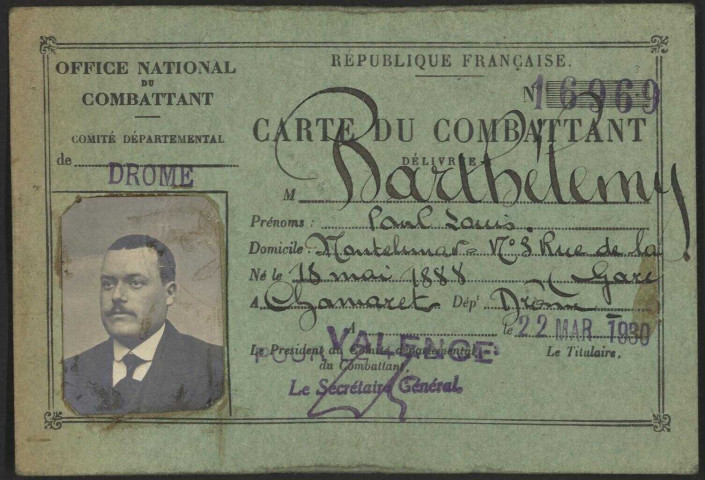 OFFICE NATIONAL
DU
COMBATTANT
COMITÉ DÉPARTEMENTAL
de DROME
RÉPUBLIQUE FRANÇAISE.
N° 16969
CARTE DU COMBATTANT
DÉLIVRÉE
M Barthélemy
Prénoms : Paul Louis.
Domicile : Montelimar - N° 8 Rue de la
Gare
Né le 18 mai 1888
A Chamaret Dépt Drôme
A VALENCE le 22 MAR 1930
Le Président du Comité départemental
du Combattant
POUR
Le Secrétaire Général
Le Titulaire.